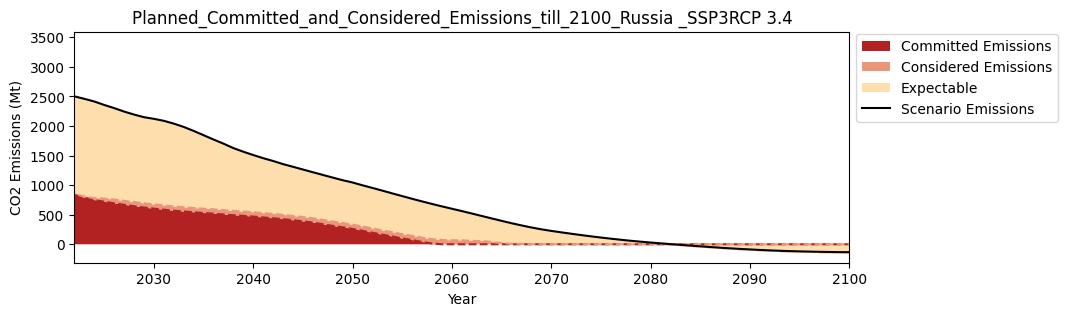 Planned_Committed_and_Considered_Emissions_till_2100_Russia _SSP3RCP 3.4
3500
3000
2500
2000
1500
1000
500
0
CO2 Emissions (Mt)
2030
2040
2050
2060
2070
2080
2090
2100
Year
Committed Emissions
Considered Emissions
Expectable
Scenario Emissions